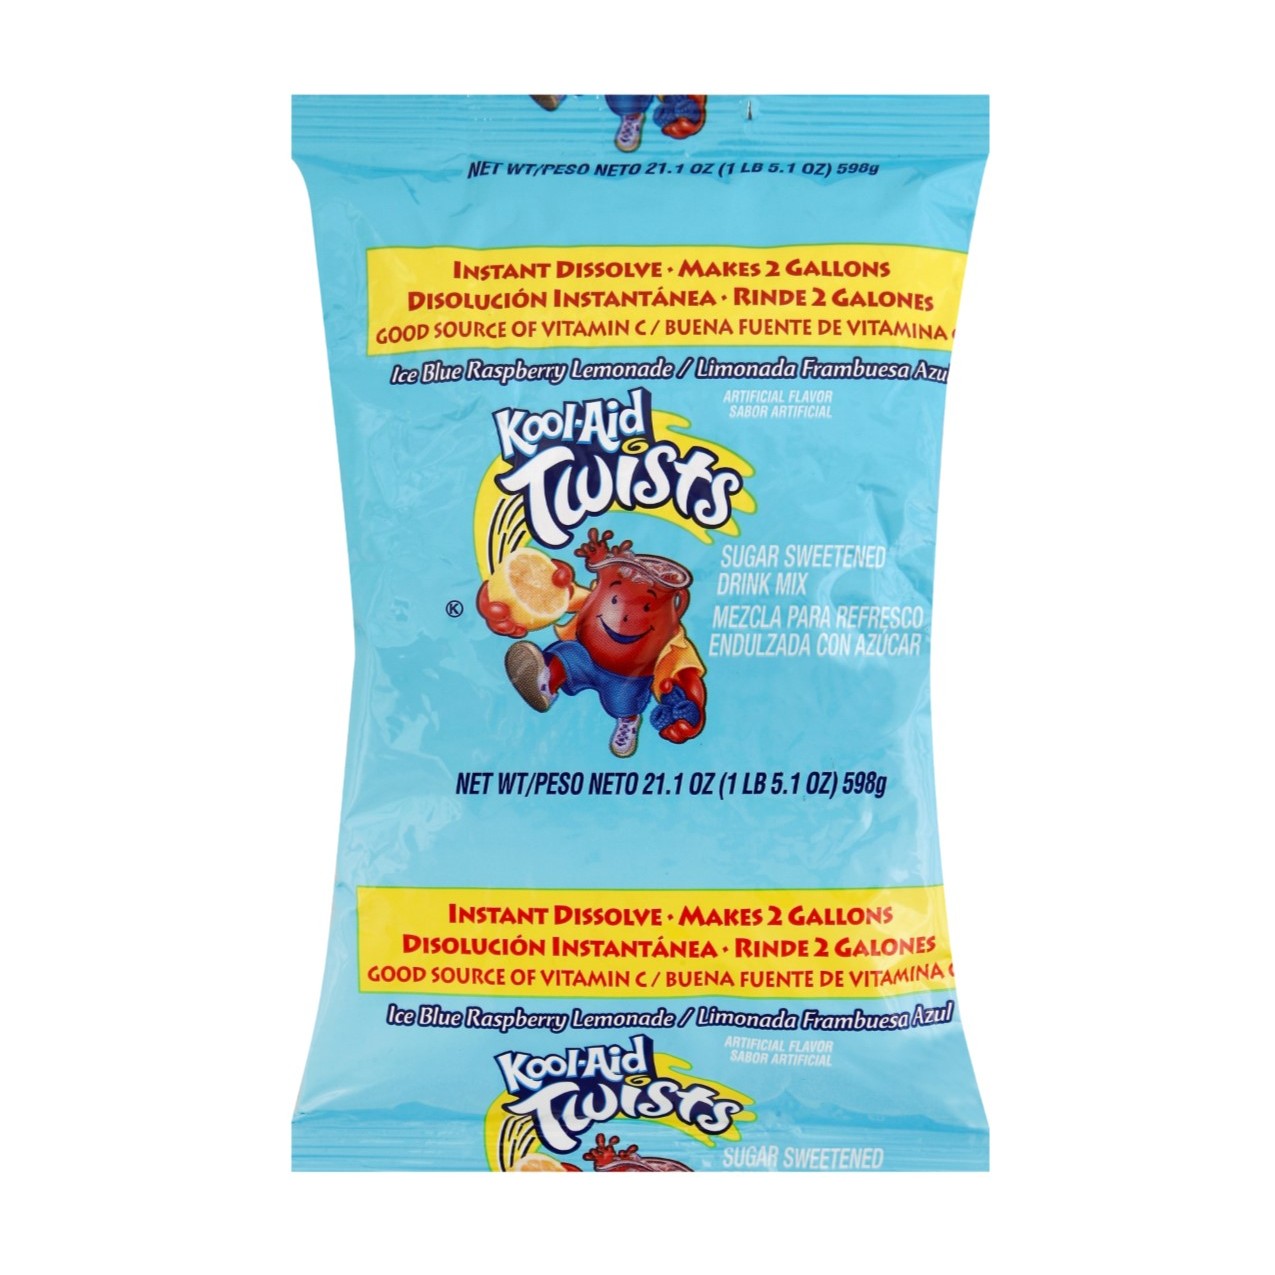 NET WT/PESO NETO 21.1 OZ (1 LB 5.1 OZ) 598g
INSTANT DISSOLVE · MAKES 2 GALLONS
DISOLUCIÓN INSTANTÁNEA · RINDE 2 GALONES
GOOD SOURCE OF VITAMIN C / BUENA FUENTE DE VITAMINA
Ice Blue Raspberry Lemonade / Limonada Frambuesa Azu
ARTIFICIAL FLAVOR
SABOR ARTIFICIAL
Kool-Aid
Twists
SUGAR SWEETENED
DRINK MIX
MEZCLA PARA REFRESCO
ENDULZADA CON AZÚCAR
K
NET WT/PESO NETO 21.1 OZ (1 LB 5.1 OZ) 598g
INSTANT DISSOLVE · MAKES 2 GALLONS
DISOLUCIÓN INSTANTÁNEA · RINDE 2 GALONES
GOOD SOURCE OF VITAMIN C / BUENA FUENTE DE VITAMINA
Ice Blue Raspberry Lemonade / Limonada Frambuesa Azul
ARTIFICIAL FLAVOR
SABOR ARTIFICIAL
Kool-Aid
Twists
SUGAR SWEETENED